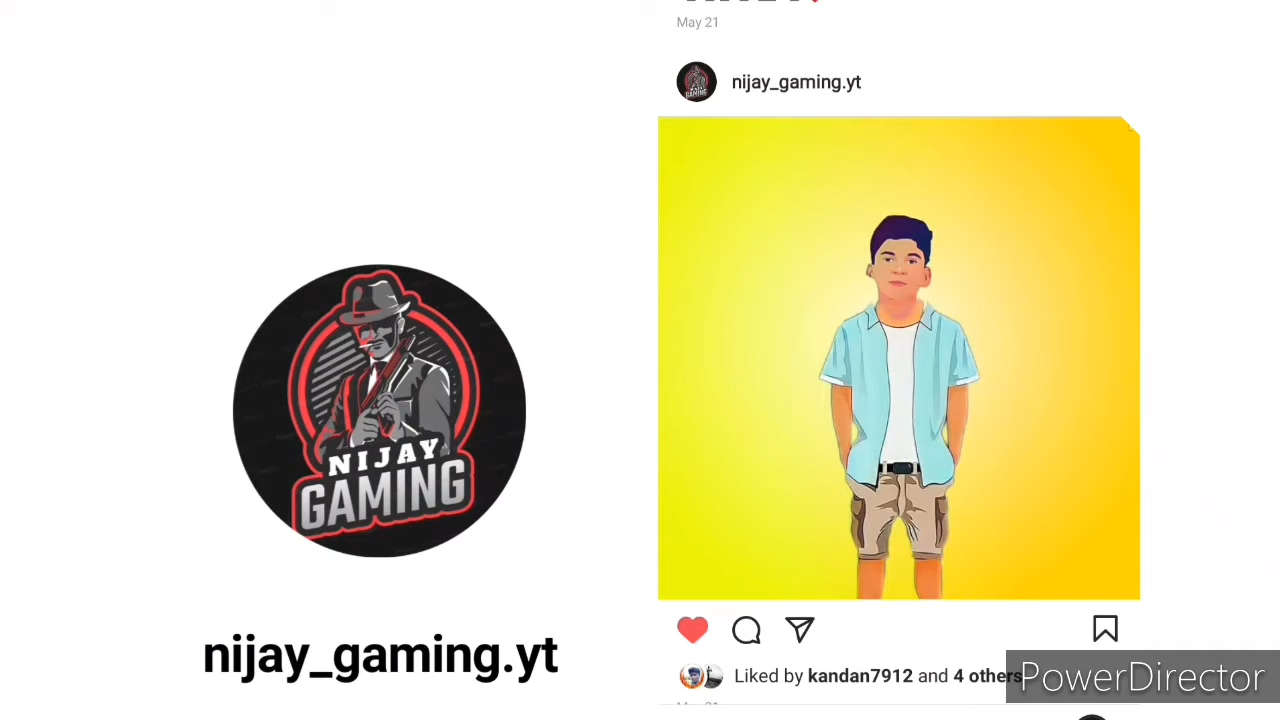 NIJAY
GAMING
nijay_gaming.yt
May 21
nijay_gaming.yt
Liked by kandan7912 and 4 others
PowerDirector